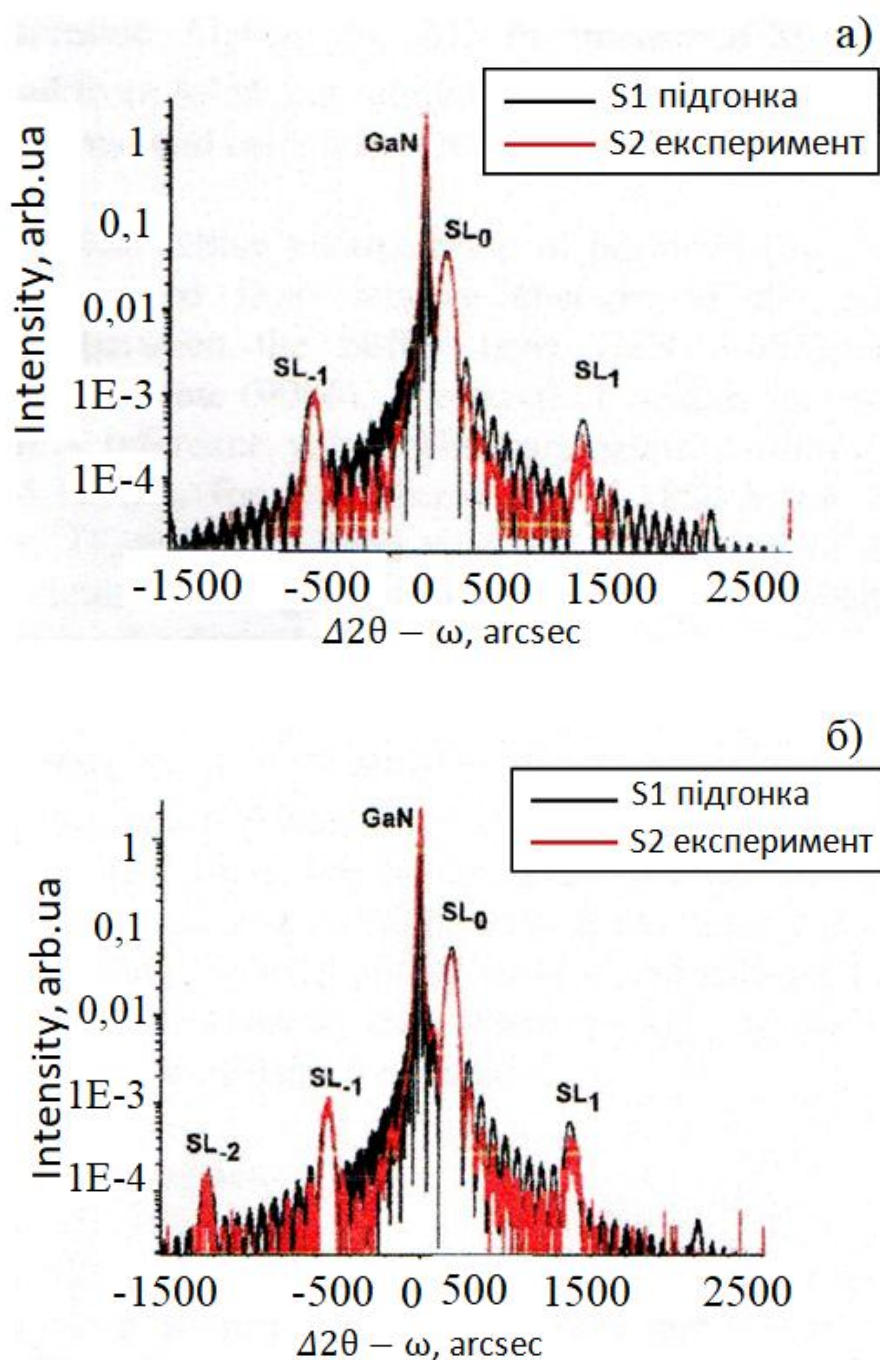 а)
S1 підгонка
S2 експеримент
Intensity, arb.ua
1
0,1
0,01
1E-3
1E-4
GaN
SL0
SL-1
SL1
-1500 -500 0 500 1500 2500
Δ2θ – ω, arcsec
б)
S1 підгонка
S2 експеримент
Intensity, arb.ua
1
0,1
0,01
1E-3
1E-4
GaN
SL0
SL-1
SL1
SL-2
-1500 -500 0 500 1500 2500
Δ2θ – ω, arcsec